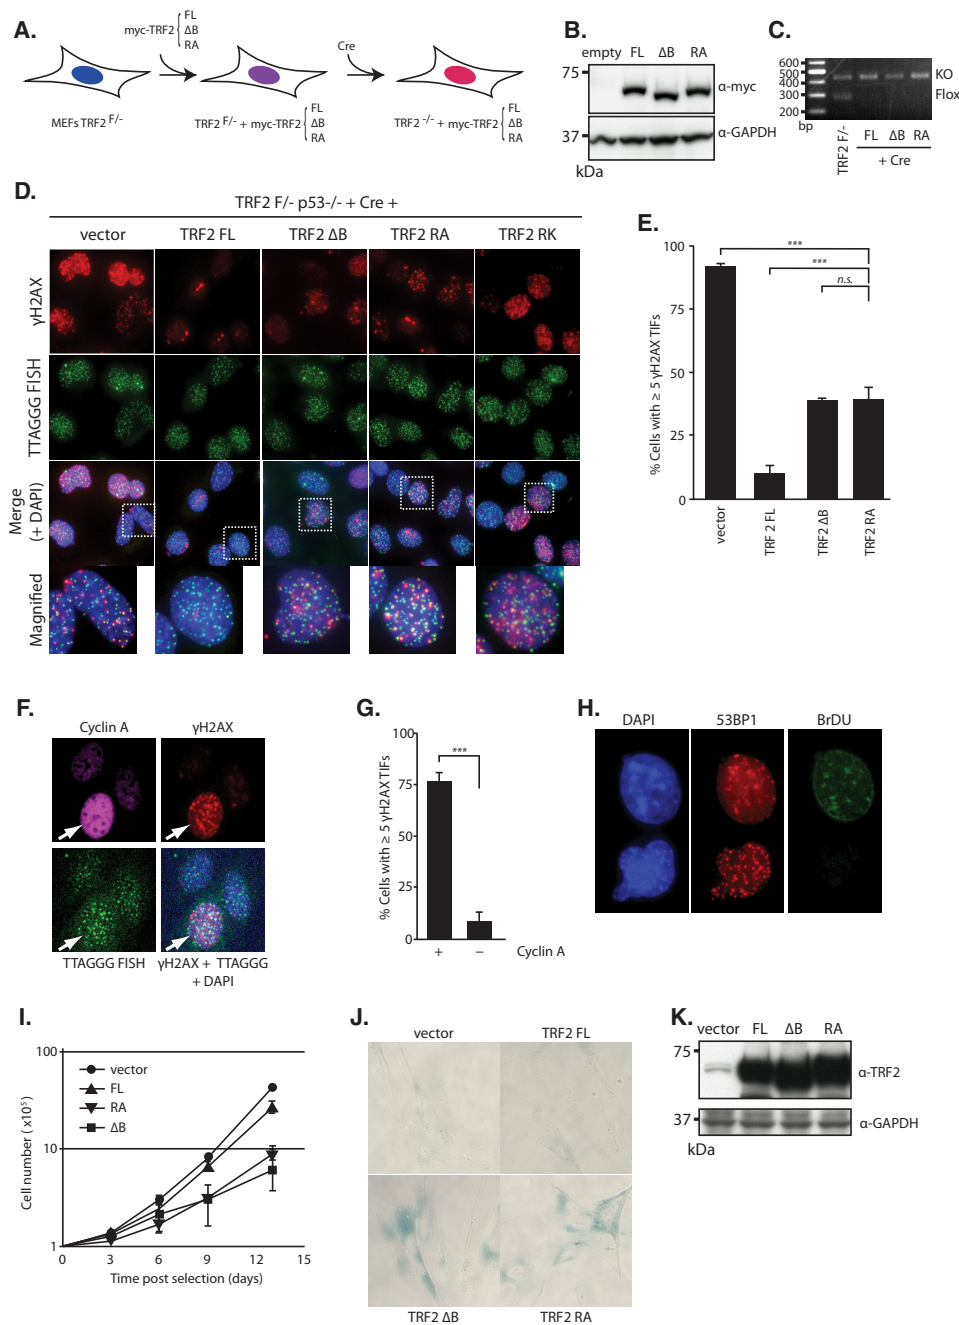 A.
myc-TRF2 { FL
ΔB
RA
Cre
MEFs TRF2 F/-
TRF2 F/- + myc-TRF2 { FL
ΔB
RA
TRF2 -/- + myc-TRF2 { FL
ΔB
RA
B.
empty FL ΔB RA
75
α-myc
37
α-GAPDH
kDa
C.
600
500
400
300
200
bp
KO
Flox
TRF2 F/-
FL ΔB RA
+ Cre
D.
TRF2 F/- p53-/- + Cre +
vector TRF2 FL TRF2 ΔB TRF2 RA TRF2 RK
γH2AX
TTAGGG FISH
Merge
(+ DAPI)
Magnified
E.
% Cells with ≥ 5 γH2AX TIFs
100
75
50
25
0
***
***
n.s.
vector
TRF2 FL
TRF2 ΔB
TRF2 RA
F.
Cyclin A γH2AX
TTAGGG FISH γH2AX + TTAGGG
+ DAPI
G.
% Cells with ≥ 5 γH2AX TIFs
100
75
50
25
0
***
+ − Cyclin A
H.
DAPI 53BP1 BrDU
I.
Cell number ( x10⁵)
100
10
1
vector
FL
RA
ΔB
0 3 6 9 12 15
Time post selection (days)
J.
vector TRF2 FL
TRF2 ΔB TRF2 RA
K.
vector FL ΔB RA
75
α-TRF2
37
α-GAPDH
kDa